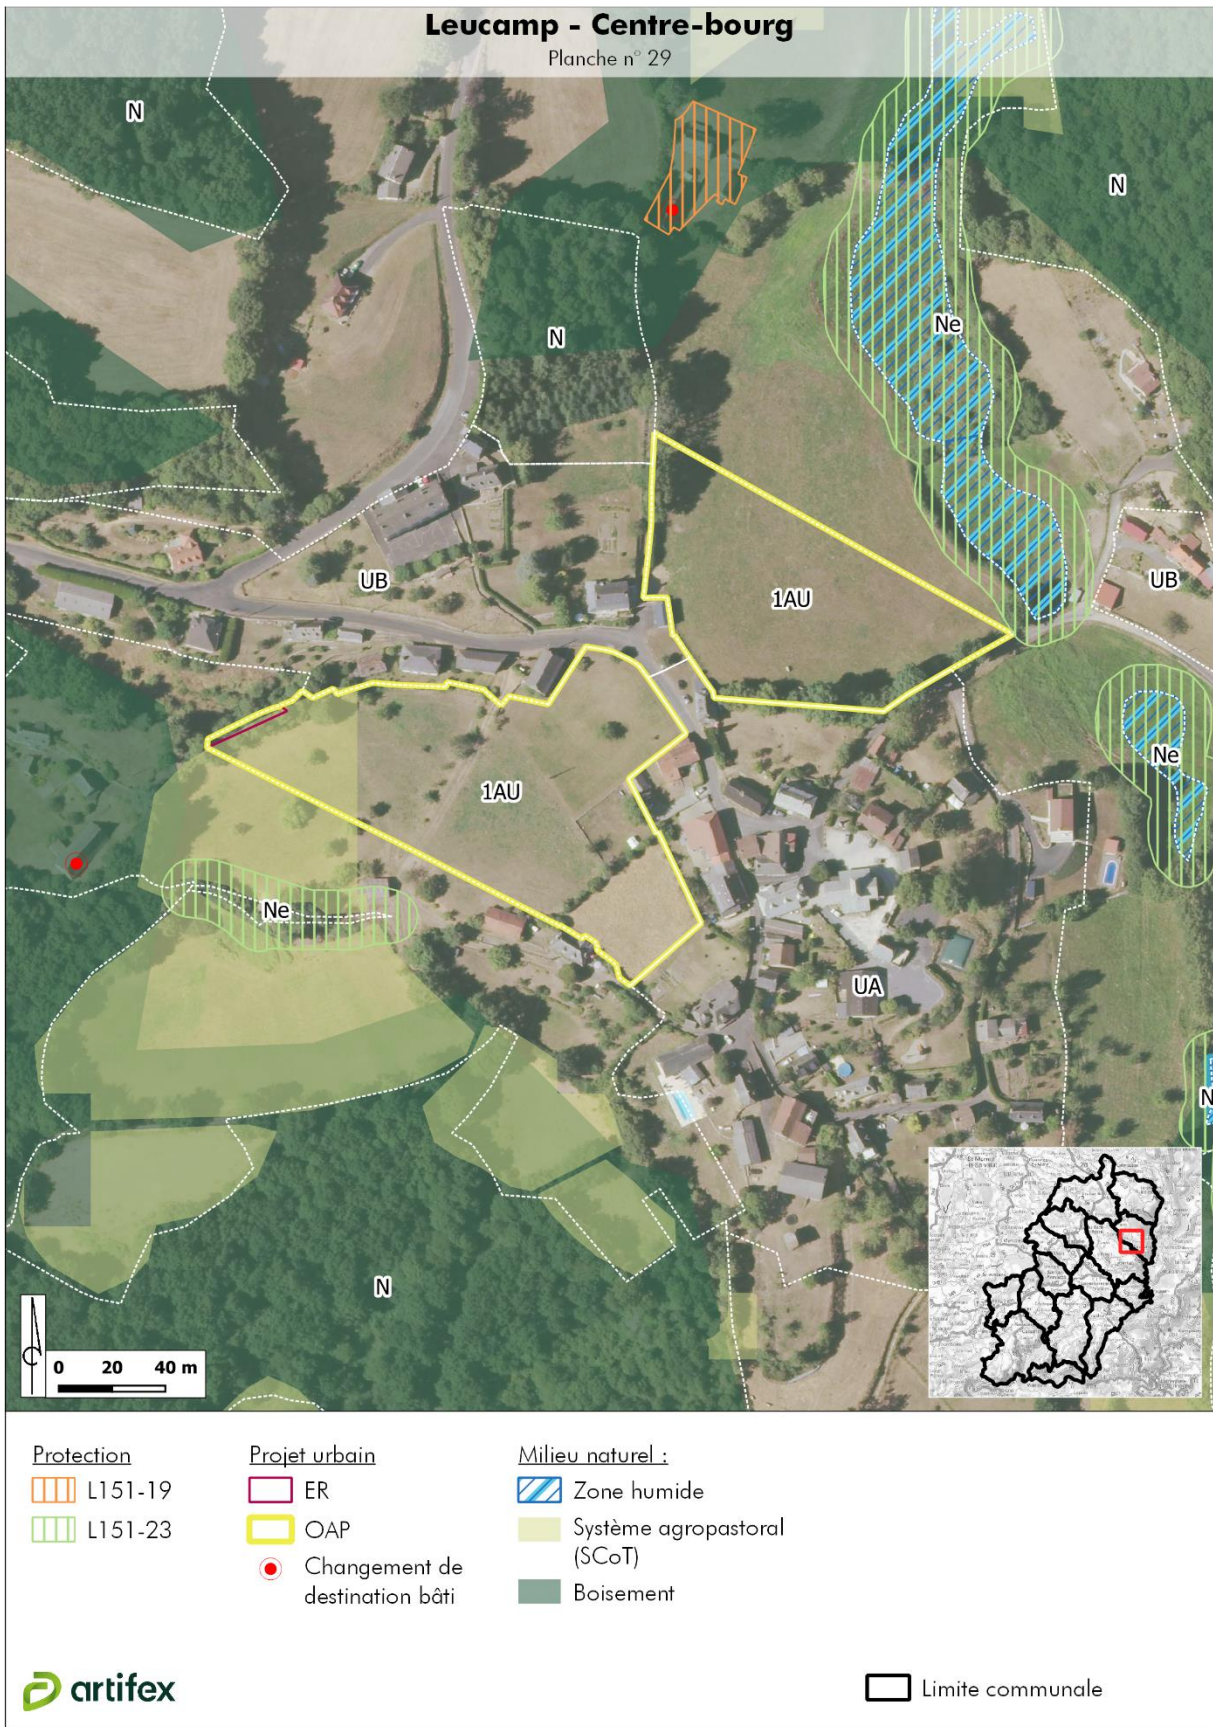 Leucamp - Centre-bourg
Planche n° 29
N
N
N
Ne
UB
1AU
UB
Ne
1AU
Ne
UA
N
N
0 20 40 m
Protection
L151-19
L151-23
Projet urbain
ER
OAP
Changement de
destination bâti
Milieu naturel :
Zone humide
Système agropastoral
(SCoT)
Boisement
artifex
Limite communale